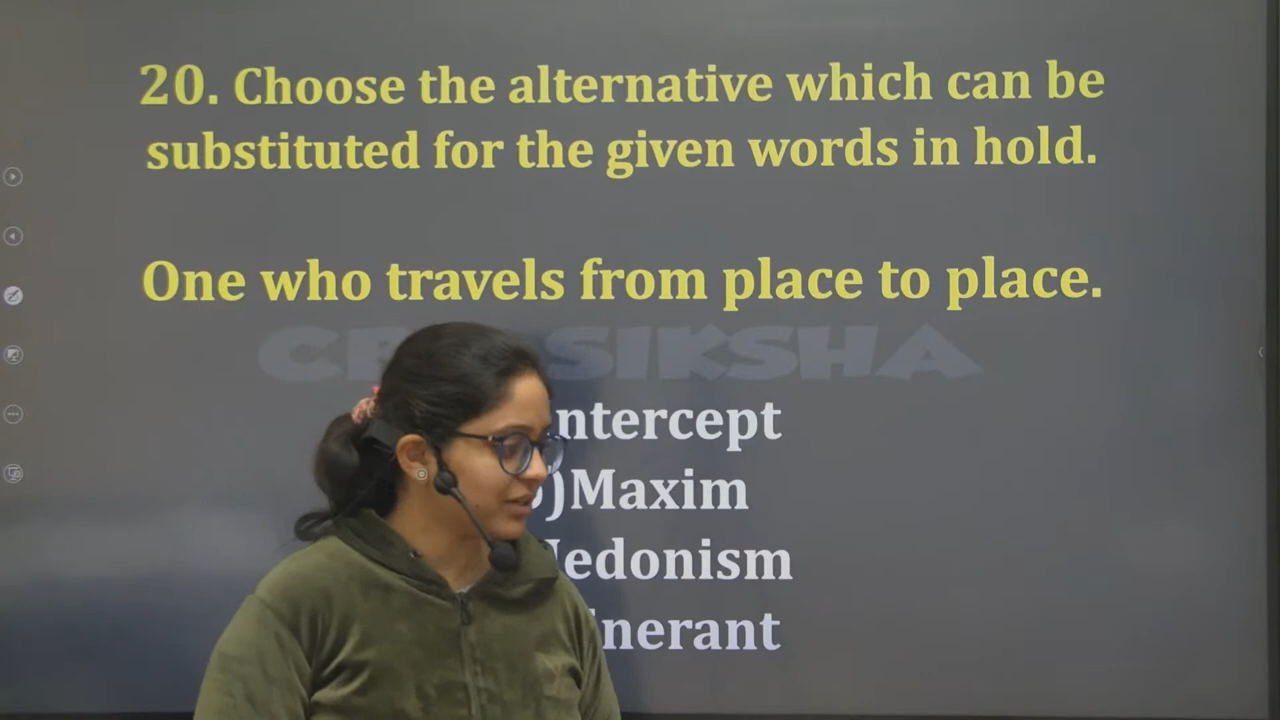 20. Choose the alternative which can be
substituted for the given words in hold.
One who travels from place to place.
SIKSHA
ntercept
)Maxim
edonism
nerant